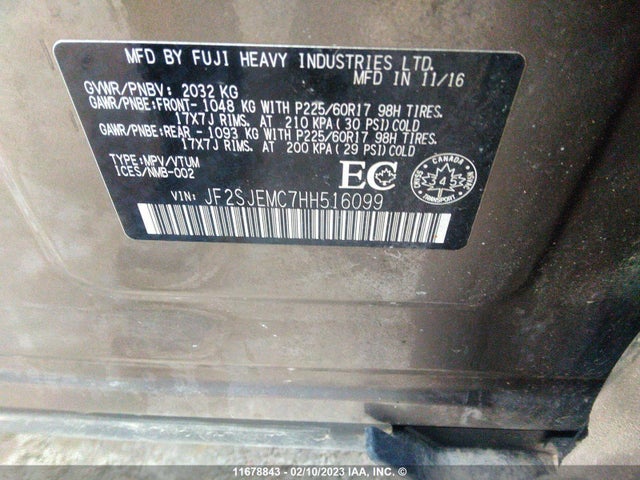 MFD BY FUJI HEAVY INDUSTRIES LTD.
MFD IN 11/16
GVWR/PNBV: 2032 KG
GAWR/PNBE:FRONT- 1048 KG WITH P225/60R17 98H TIRES.
17X7J RIMS. AT 210 KPA(30 PSI)COLD
GAWR/PNBE:REAR - 1093 KG WITH P225/60R17 98H TIRES.
17X7J RIMS. AT 200 KPA(29 PSI)COLD
TYPE:MPV/VTUM
ICES/NMB-002
EC
CANADA
4
TRANSPORT
VIN: JF2SJEMC7HH516099
11678843 - 02/10/2023 IAA, INC. ©